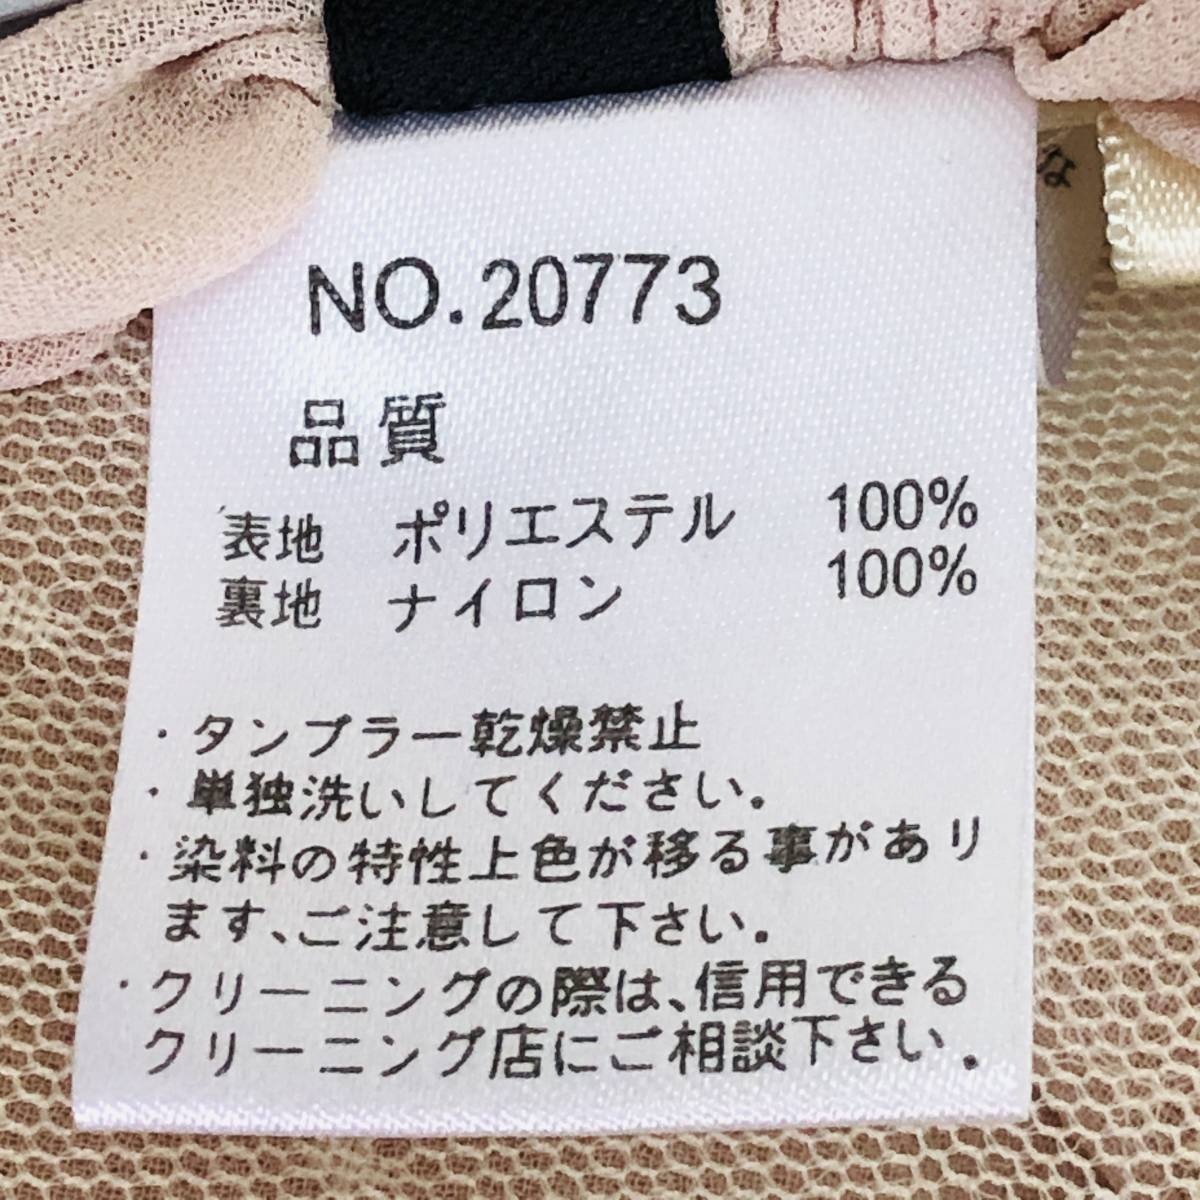 NO.20773
品質
表地 ポリエステル 100%
裏地 ナイロン 100%
・タンブラー乾燥禁止
・単独洗いしてください。
・染料の特性上色が移る事があり
ます、ご注意して下さい。
・クリーニングの際は、信用できる
クリーニング店にご相談下さい.
な